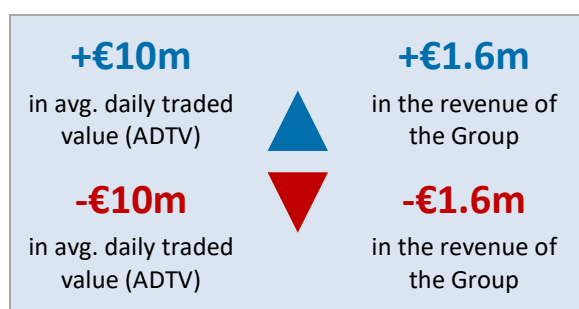 +€10m
in avg. daily traded
value (ADTV)
+€1.6m
in the revenue of
the Group
-€10m
in avg. daily traded
value (ADTV)
-€1.6m
in the revenue of
the Group